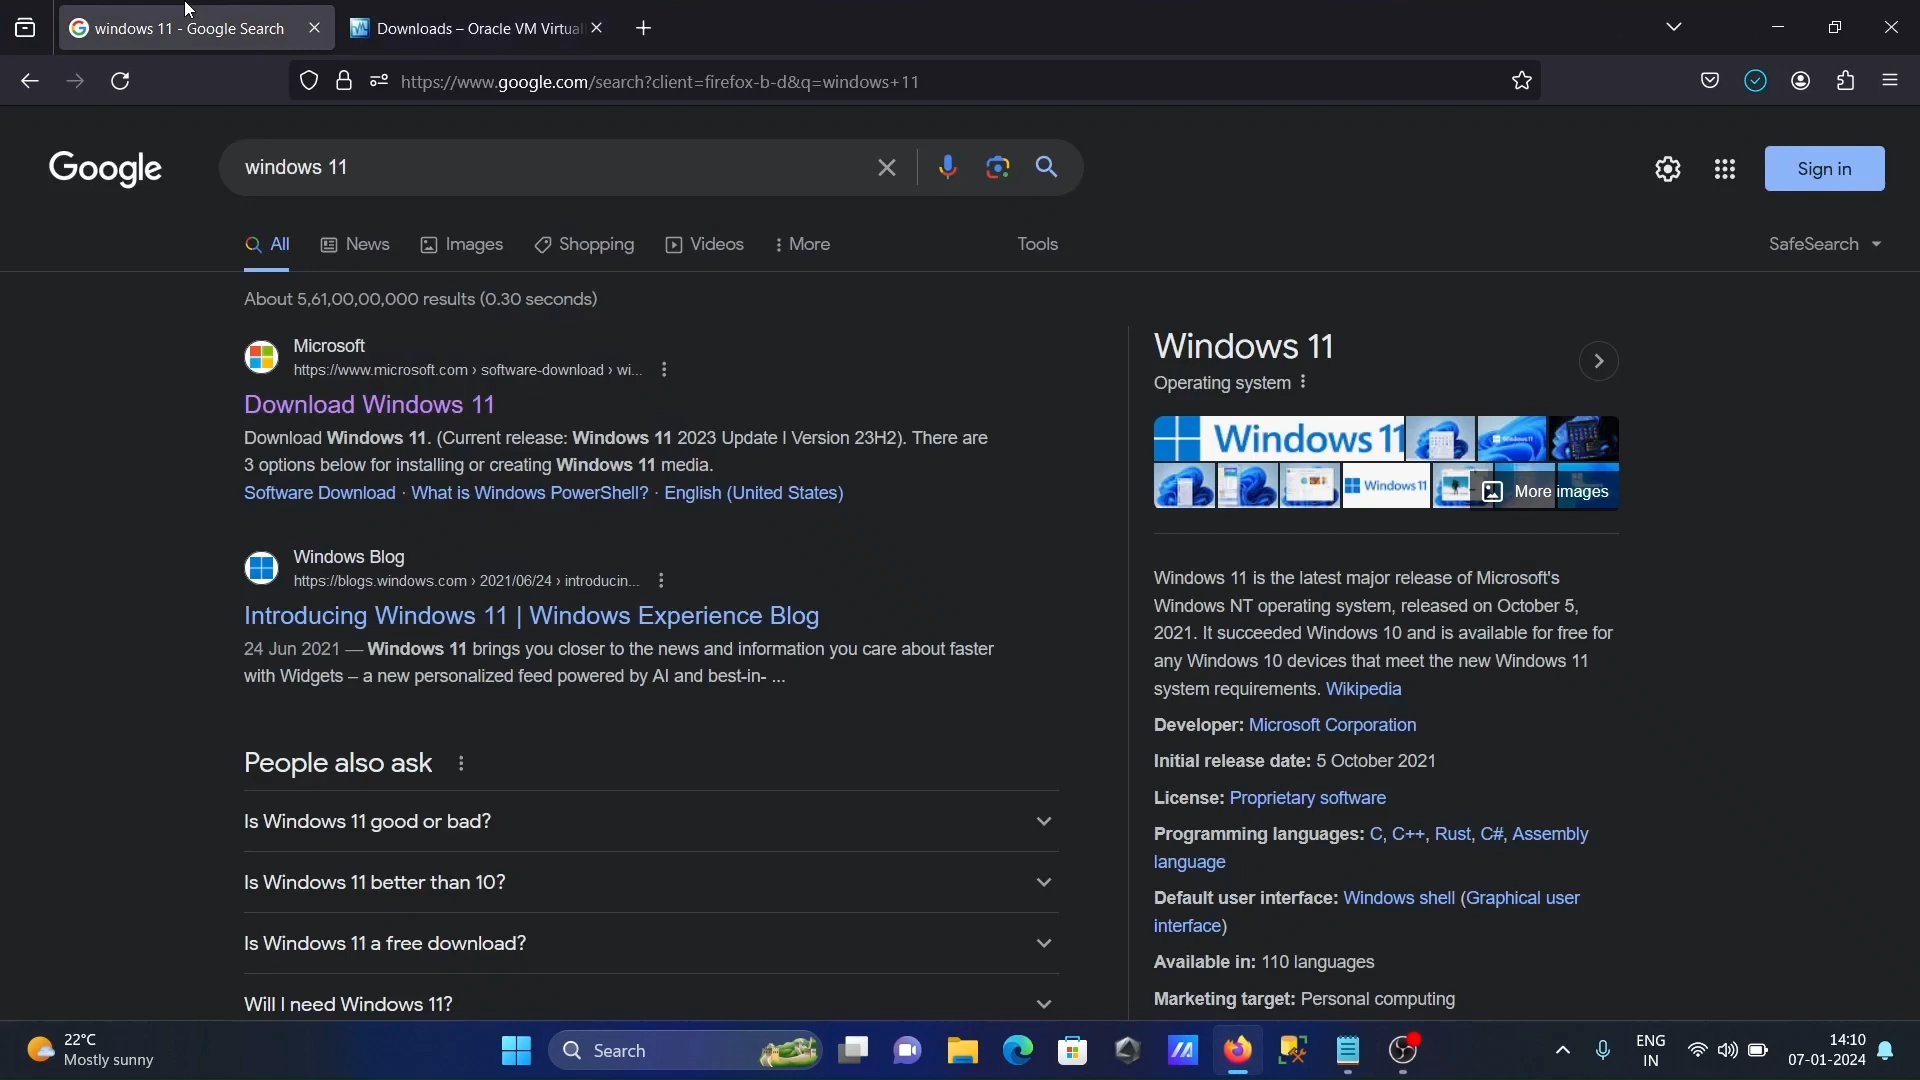 windows 11 - Google Search
Downloads – Oracle VM Virtual
https://www.google.com/search?client=firefox-b-d&q=windows+11
Google
windows 11
Sign in
All
News
Images
Shopping
Videos
More
Tools
SafeSearch
About 5,61,00,00,000 results (0.30 seconds)
Microsoft
https://www.microsoft.com › software-download › wi...
Download Windows 11
Download Windows 11. (Current release: Windows 11 2023 Update l Version 23H2). There are
3 options below for installing or creating Windows 11 media.
Software Download · What is Windows PowerShell? · English (United States)
Windows Blog
https://blogs.windows.com › 2021/06/24 › introducin...
Introducing Windows 11 | Windows Experience Blog
24 Jun 2021 — Windows 11 brings you closer to the news and information you care about faster
with Widgets – a new personalized feed powered by AI and best-in- ...
People also ask
Is Windows 11 good or bad?
Is Windows 11 better than 10?
Is Windows 11 a free download?
Will I need Windows 11?
Windows 11
Operating system
Windows 11
Windows 11
More images
Windows 11 is the latest major release of Microsoft's
Windows NT operating system, released on October 5,
2021. It succeeded Windows 10 and is available for free for
any Windows 10 devices that meet the new Windows 11
system requirements. Wikipedia
Developer: Microsoft Corporation
Initial release date: 5 October 2021
License: Proprietary software
Programming languages: C, C++, Rust, C#, Assembly
language
Default user interface: Windows shell (Graphical user
interface)
Available in: 110 languages
Marketing target: Personal computing
22°C
Mostly sunny
Search
ENG
IN
14:10
07-01-2024